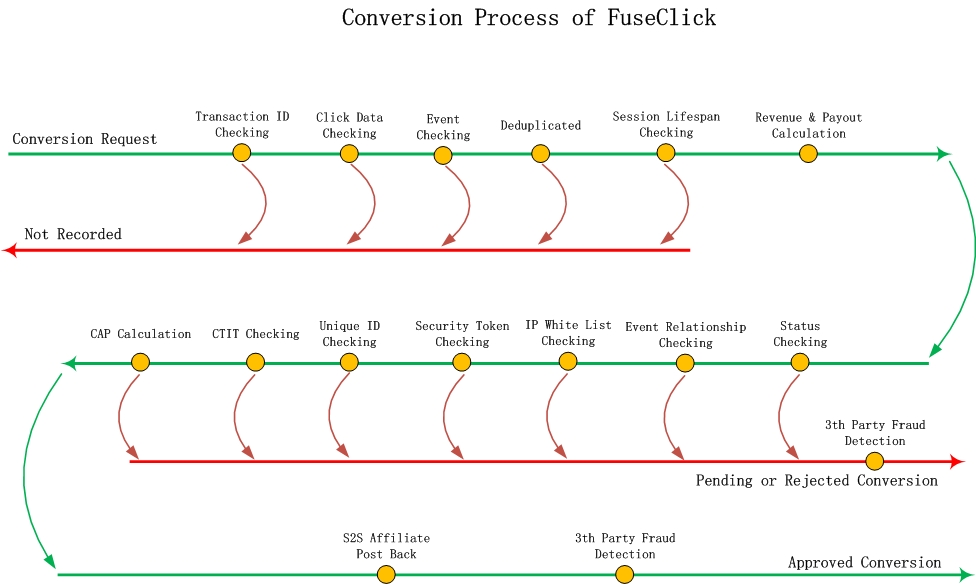 Conversion Process of FuseClick
Transaction ID
Checking
Click Data
Checking
Event
Checking
Deduplicated
Session Lifespan
Checking
Revenue & Payout
Calculation
Conversion Request
Not Recorded
CAP Calculation
CTIT Checking
Unique ID
Checking
Security Token
Checking
IP White List
Checking
Event Relationship
Checking
Status
Checking
3th Party Fraud
Detection
Pending or Rejected Conversion
S2S Affiliate
Post Back
3th Party Fraud
Detection
Approved Conversion